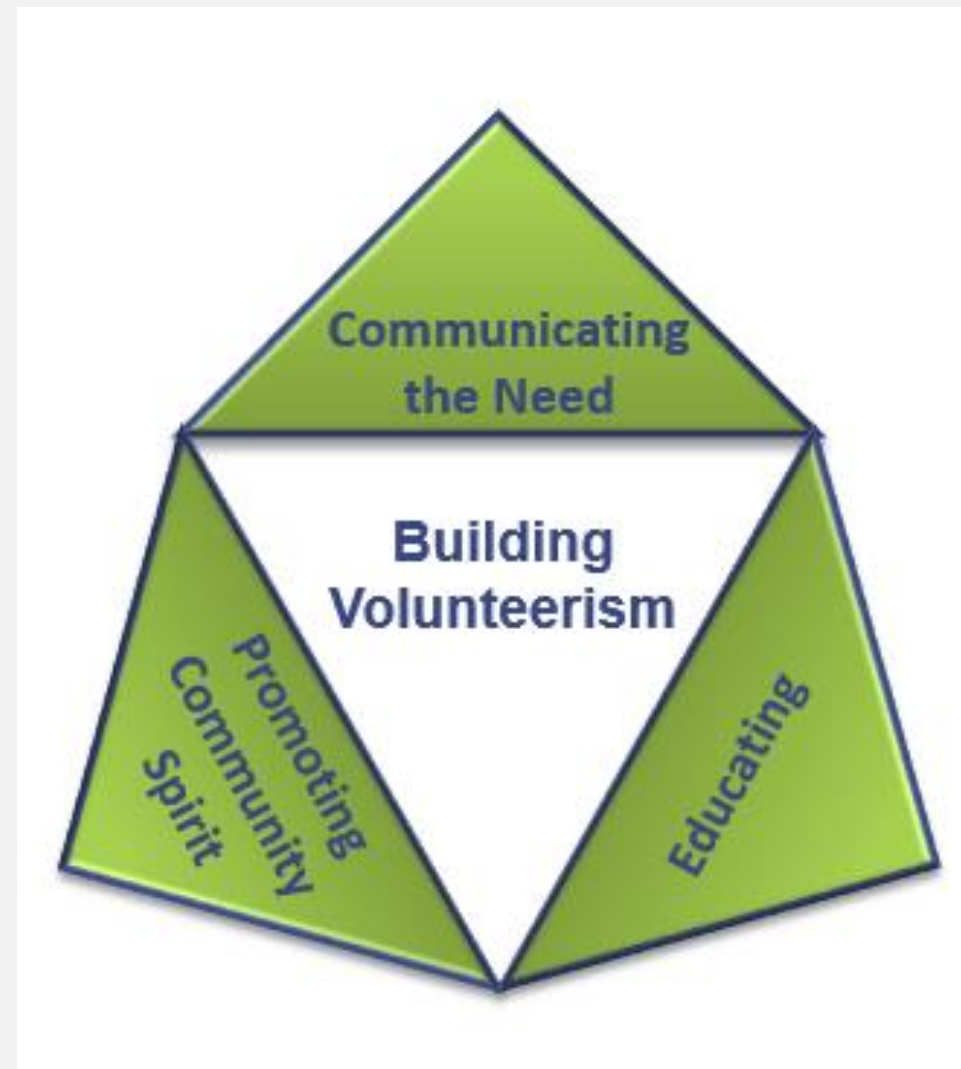 Communicating
the Need
Building
Volunteerism
Promoting
Community
Spirit
Educating